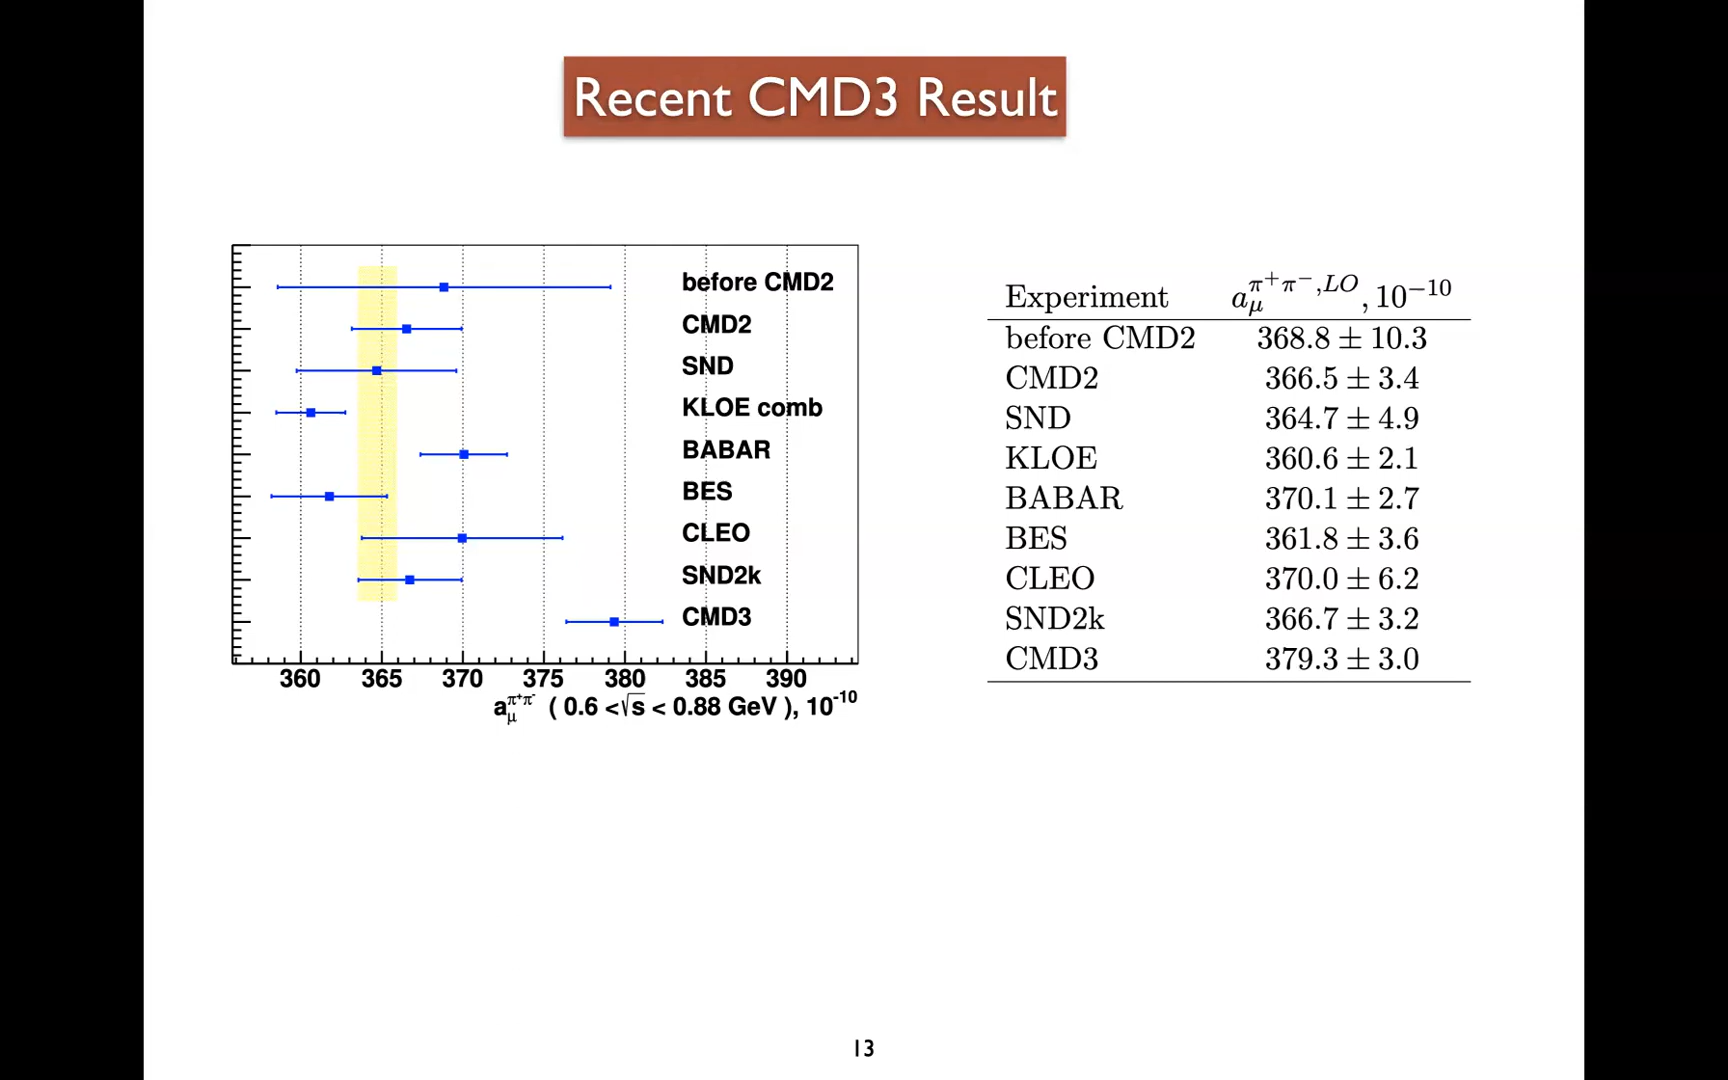 Recent CMD3 Result
before CMD2
CMD2
SND
KLOE comb
BABAR
BES
CLEO
SND2k
CMD3
360 365 370 375 380 385 390
a_μ^{π⁺π⁻} ( 0.6 <√s < 0.88 GeV ), 10^{-10}
Experiment a_μ^{π⁺π⁻,LO}, 10^{−10}
before CMD2 368.8 ± 10.3
CMD2 366.5 ± 3.4
SND 364.7 ± 4.9
KLOE 360.6 ± 2.1
BABAR 370.1 ± 2.7
BES 361.8 ± 3.6
CLEO 370.0 ± 6.2
SND2k 366.7 ± 3.2
CMD3 379.3 ± 3.0
13